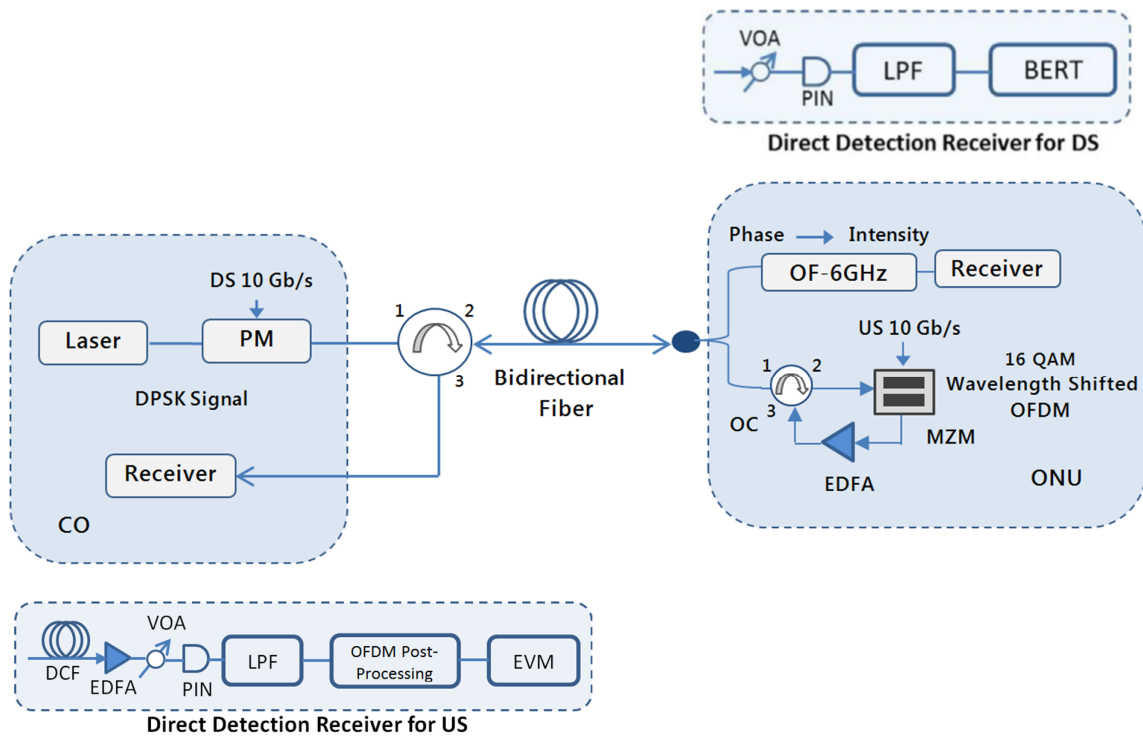 VOA
LPF
BERT
PIN
Direct Detection Receiver for DS
Phase
Intensity
OF-6GHz
Receiver
DS 10 Gb/s
Laser
PM
DPSK Signal
1
2
3
Receiver
CO
Bidirectional
Fiber
US 10 Gb/s
1
2
3
OC
16 QAM
Wavelength Shifted
OFDM
MZM
EDFA
ONU
VOA
DCF
EDFA
PIN
LPF
OFDM Post-
Processing
EVM
Direct Detection Receiver for US